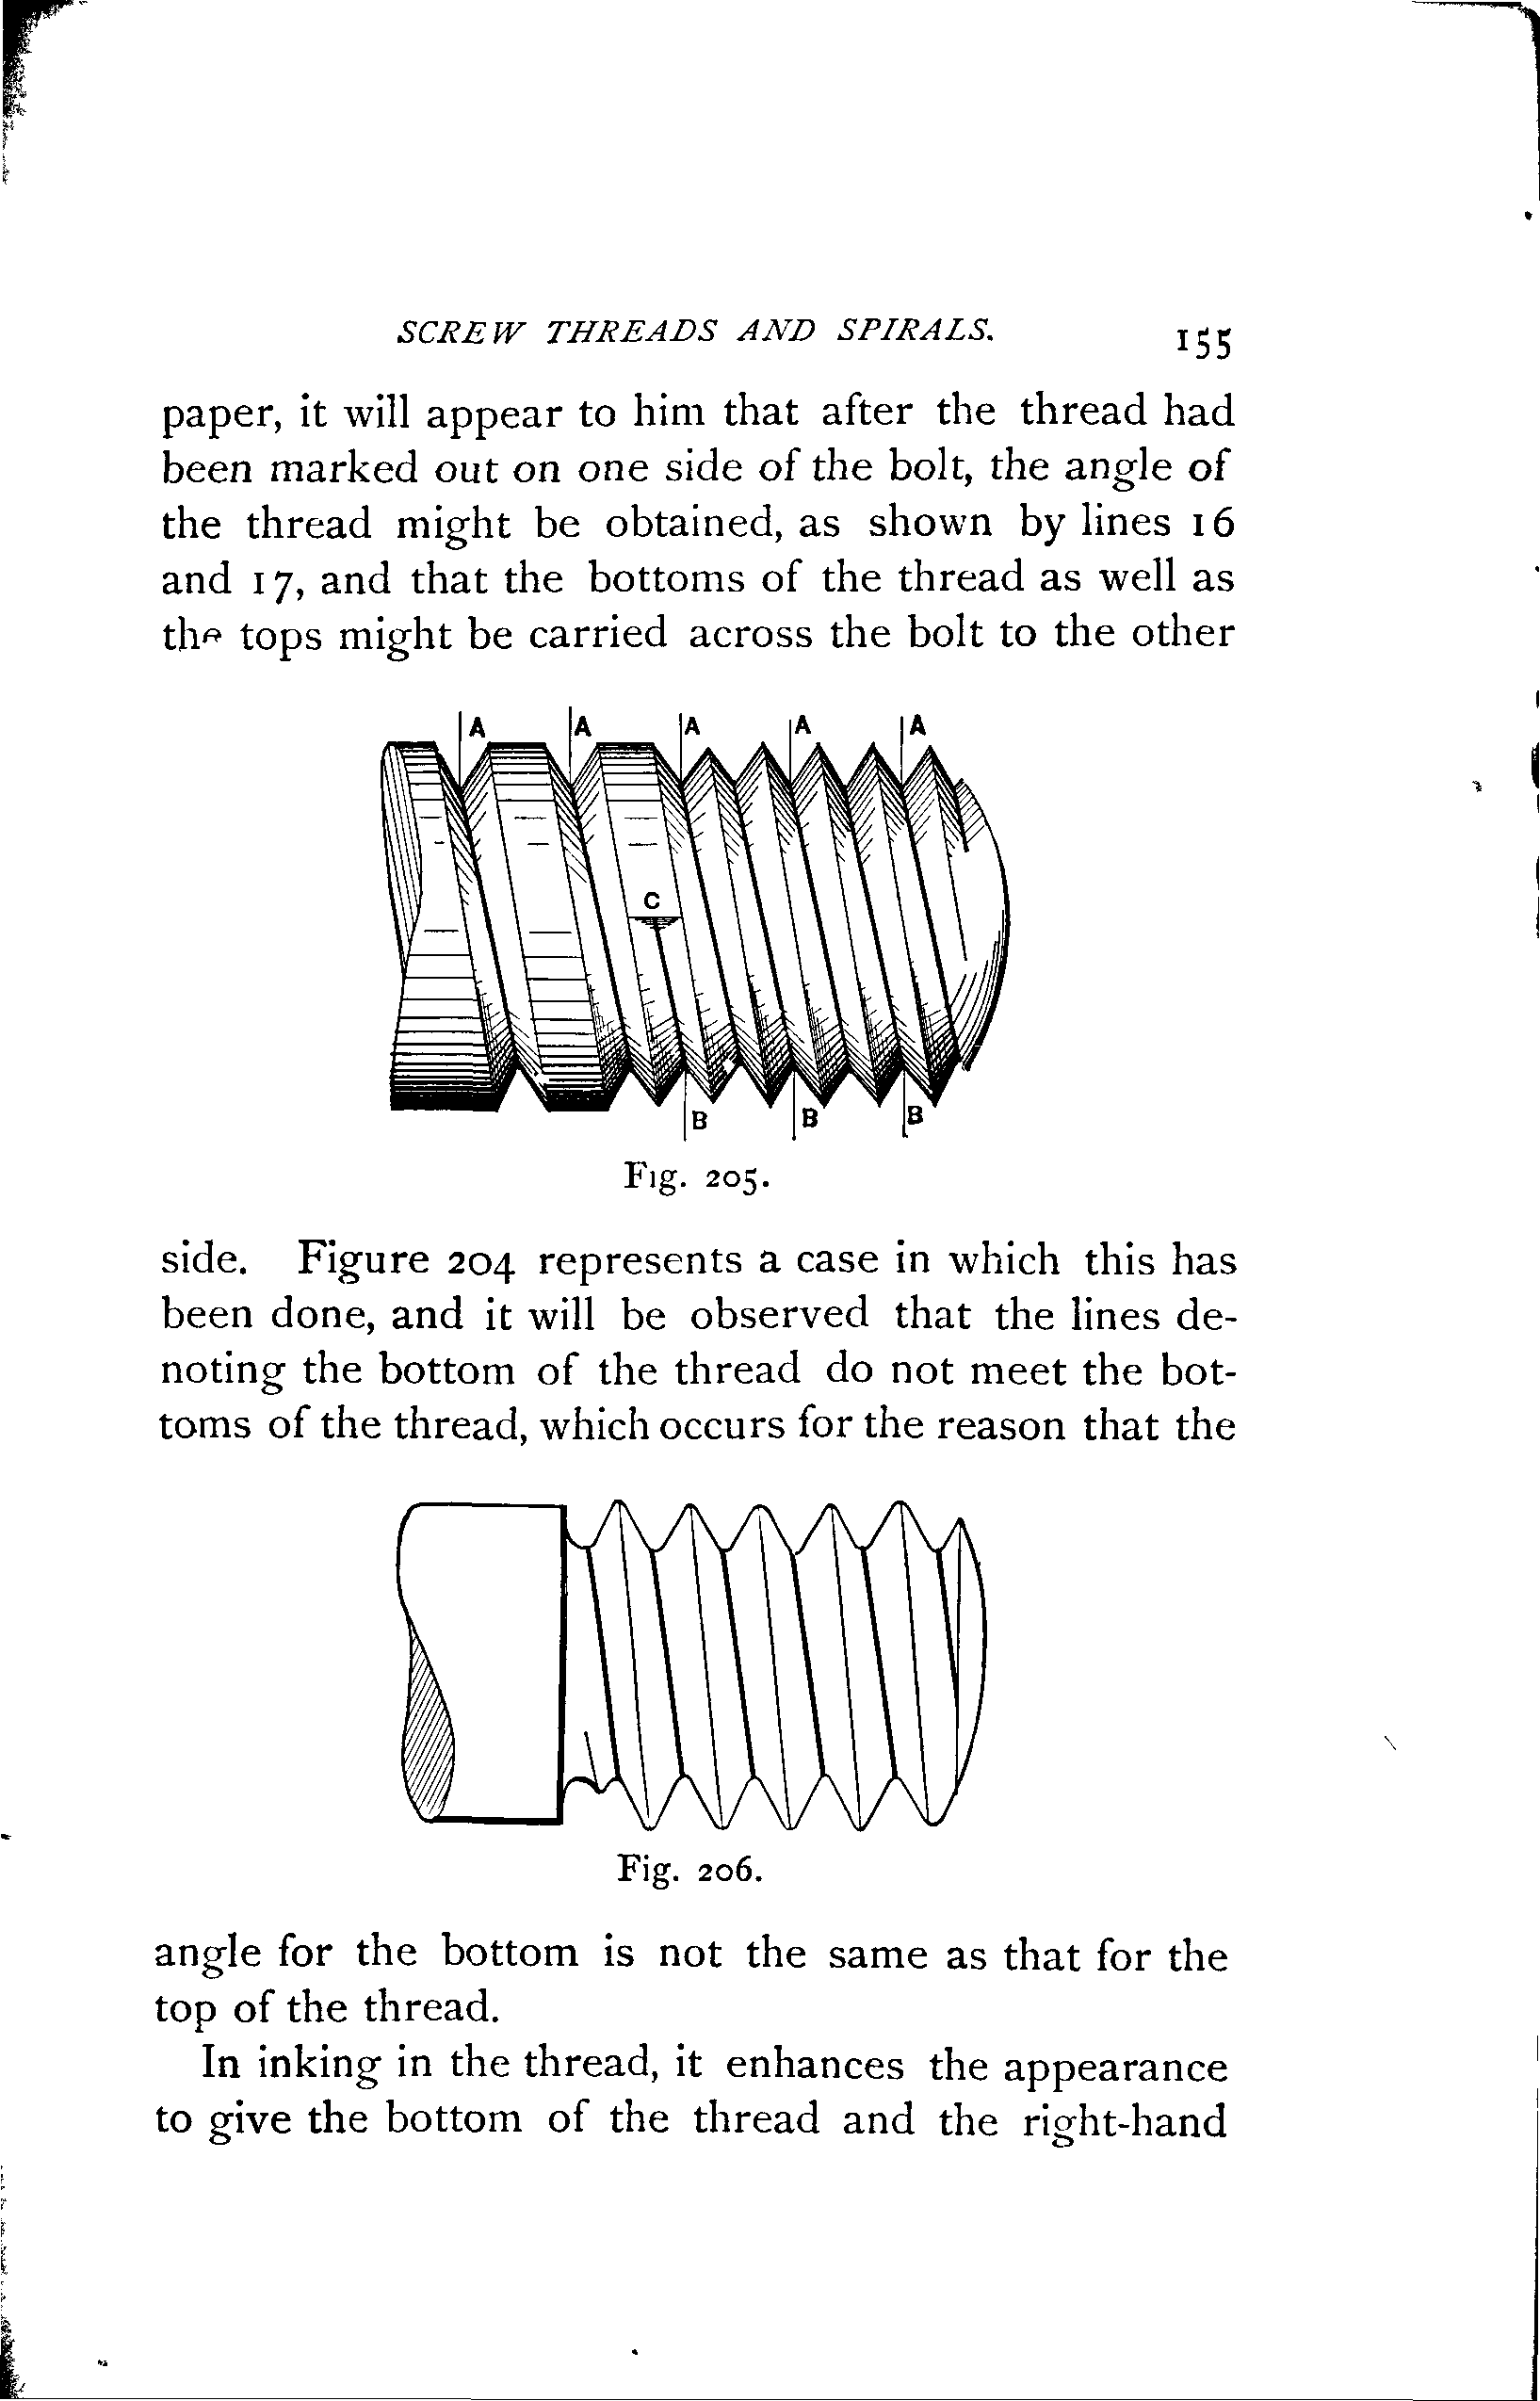 SCREW THREADS AND SPIRALS. 155
paper, it will appear to him that after the thread had
been marked out on one side of the bolt, the angle of
the thread might be obtained, as shown by lines 16
and 17, and that the bottoms of the thread as well as
the tops might be carried across the bolt to the other
A A A A A
C
B B B
Fig. 205.
side. Figure 204 represents a case in which this has
been done, and it will be observed that the lines de-
noting the bottom of the thread do not meet the bot-
toms of the thread, which occurs for the reason that the
Fig. 206.
angle for the bottom is not the same as that for the
top of the thread.
In inking in the thread, it enhances the appearance
to give the bottom of the thread and the right-hand